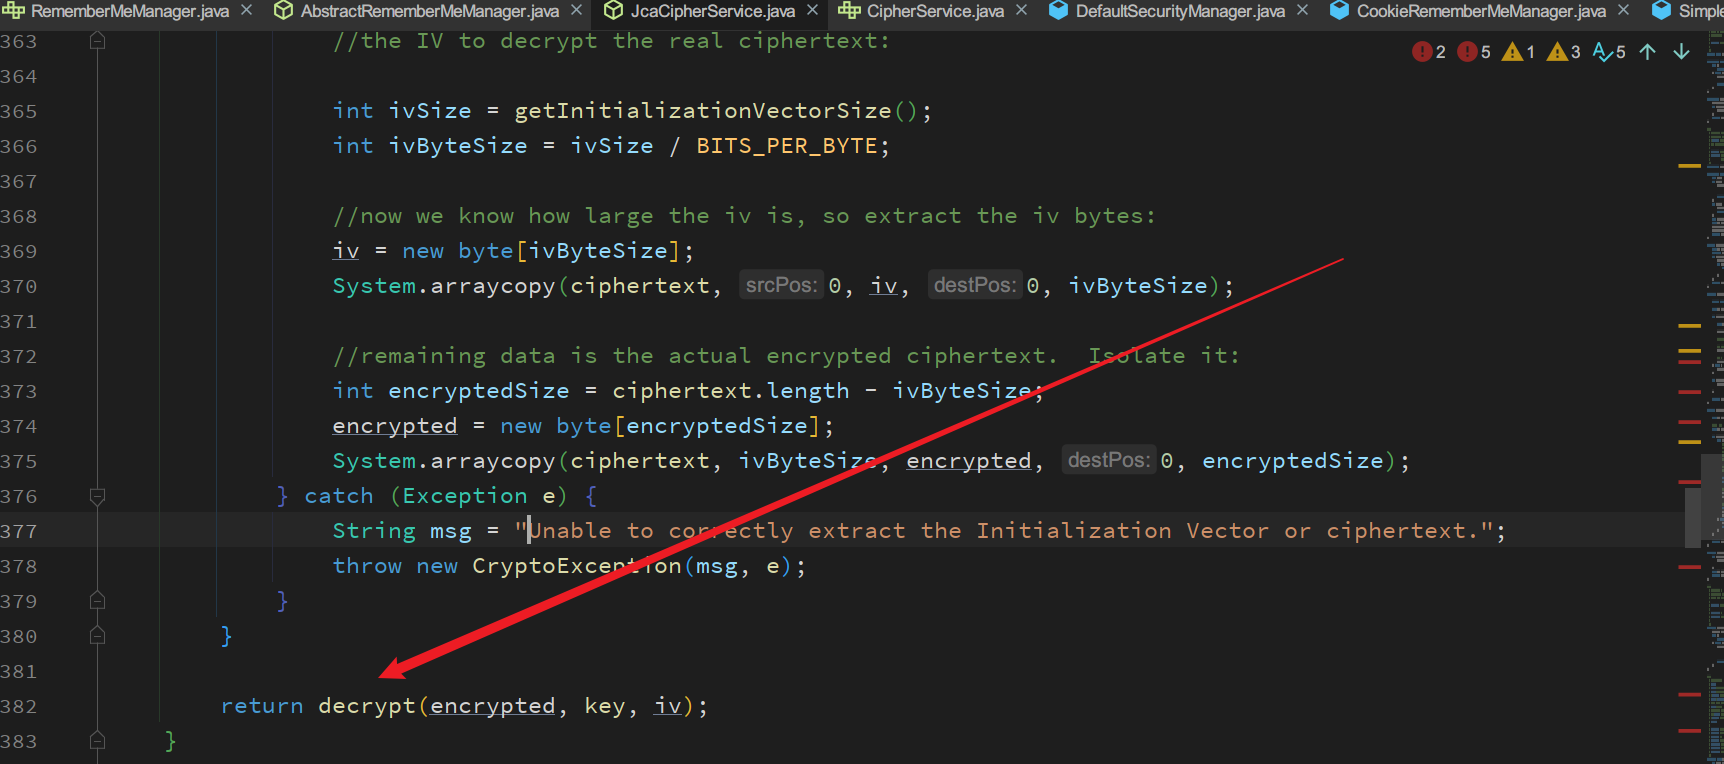 RememberMeManager.java AbstractRememberMeManager.java JcaCipherService.java CipherService.java DefaultSecurityManager.java CookieRememberMeManager.java Simple
2 5 1 3 5
363 //the IV to decrypt the real ciphertext:
364
365 int ivSize = getInitializationVectorSize();
366 int ivByteSize = ivSize / BITS_PER_BYTE;
367
368 //now we know how large the iv is, so extract the iv bytes:
369 iv = new byte[ivByteSize];
370 System.arraycopy(ciphertext, srcPos: 0, iv, destPos: 0, ivByteSize);
371
372 //remaining data is the actual encrypted ciphertext.  Isolate it:
373 int encryptedSize = ciphertext.length - ivByteSize;
374 encrypted = new byte[encryptedSize];
375 System.arraycopy(ciphertext, ivByteSize, encrypted, destPos: 0, encryptedSize);
376 } catch (Exception e) {
377 String msg = "Unable to correctly extract the Initialization Vector or ciphertext.";
378 throw new CryptoException(msg, e);
379 }
380 }
381
382 return decrypt(encrypted, key, iv);
383 }